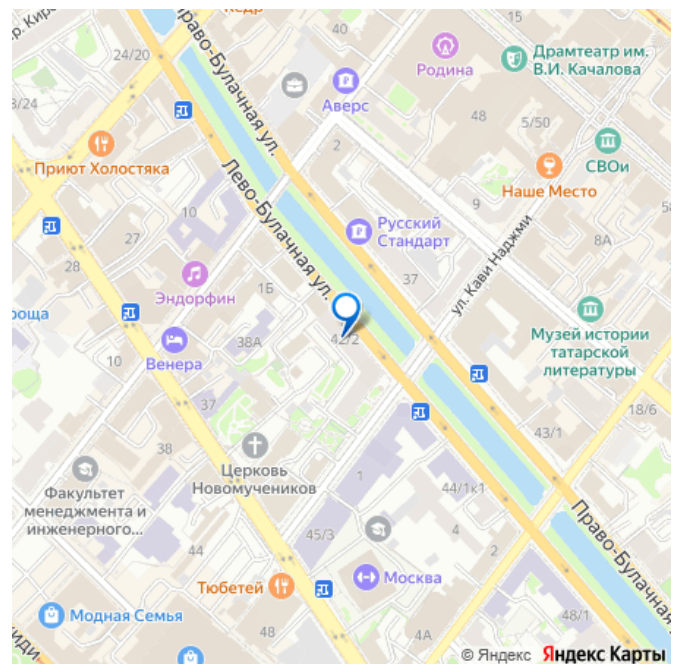 Кедр
р. Кир
24/20
40
Право-Булачная ул.
Родина
Драмтеатр им.
В.И. Качалова
Аверс
3/24
48
5/50
2
СВОи
Приют Холостяка
Наше Место
Лево-Булачная ул.
9
27
Русский
Стандарт
ул. Кави Наджми
8А
28
37
Эндорфин
1Б
роща
Музей истории
татарской
литературы
42/2
38А
10
Венера
37
18/6
43/1
38
Церковь
Новомучеников
Факультет
менеджмента и
инженерного...
1
44/1к1
Право-Булачная
45/3
4
44
2
Тюбетей
Москва
Модная Семья
48/1
48
4А
иди
© Яндекс Яндекс Карты